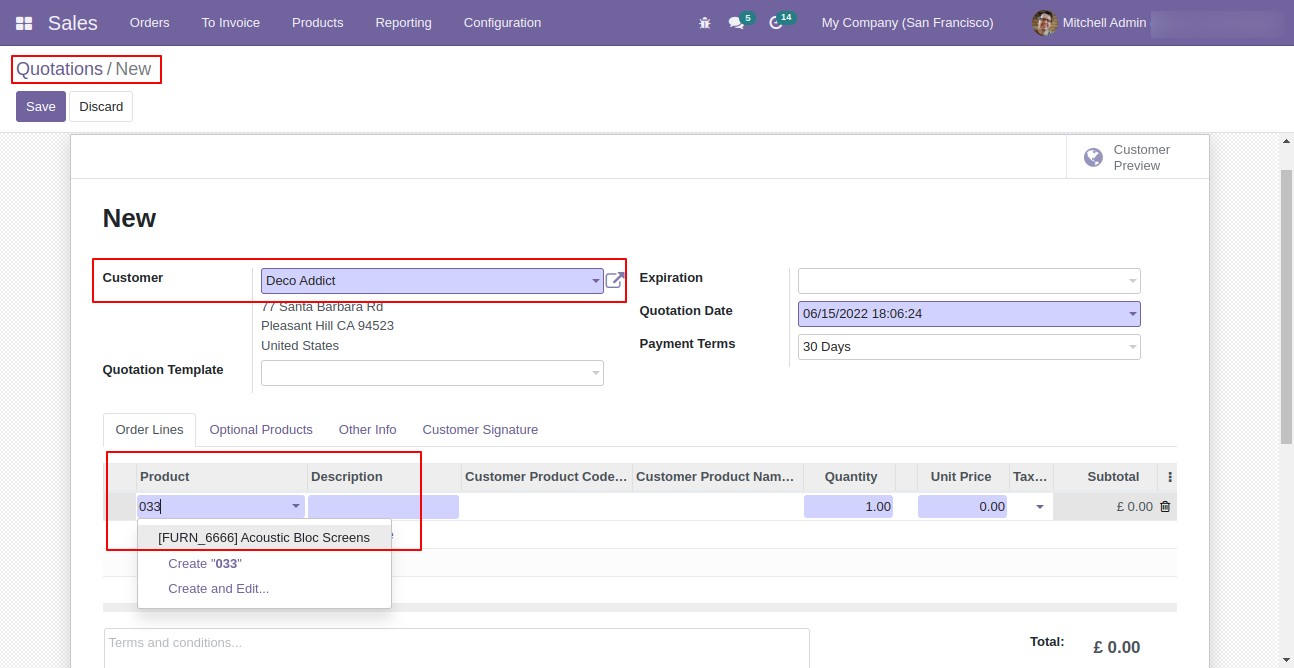 Sales Orders To Invoice Products Reporting Configuration 5 14 My Company (San Francisco) Mitchell Admin
Quotations / New
Save Discard
Customer
Preview
New
Customer Deco Addict Expiration
77 Santa Barbara Rd
Quotation Date 06/15/2022 18:06:24
Pleasant Hill CA 94523
United States
Payment Terms 30 Days
Quotation Template
Order Lines Optional Products Other Info Customer Signature
Product Description Customer Product Code... Customer Product Nam... Quantity Unit Price Tax... Subtotal
033 1.00 0.00 £ 0.00
[FURN_6666] Acoustic Bloc Screens
Create "033"
Create and Edit...
Terms and conditions...
Total: £ 0.00